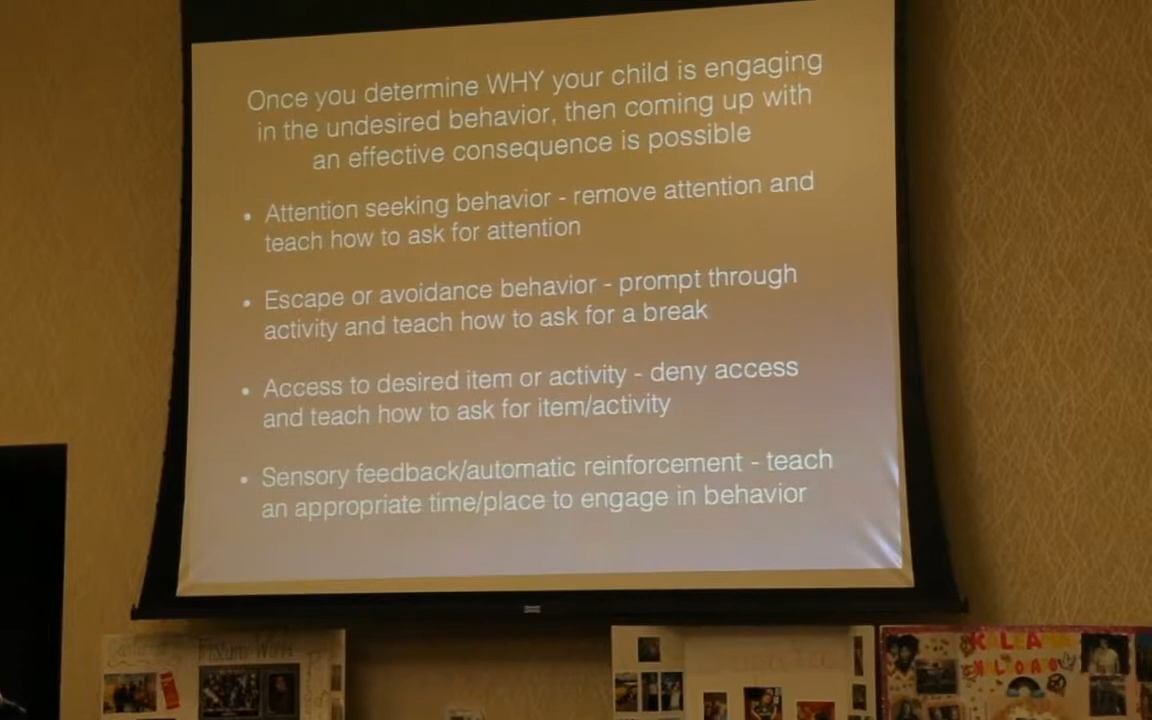 Once you determine WHY your child is engaging
in the undesired behavior, then coming up with
an effective consequence is possible
• Attention seeking behavior - remove attention and
teach how to ask for attention
• Escape or avoidance behavior - prompt through
activity and teach how to ask for a break
• Access to desired item or activity - deny access
and teach how to ask for item/activity
• Sensory feedback/automatic reinforcement - teach
an appropriate time/place to engage in behavior